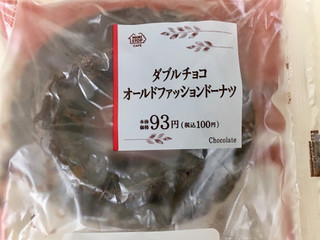 CAFE
ダブルチョコ
オールドファッションドーナツ
本体価格 93円(税込100円)
Chocolate